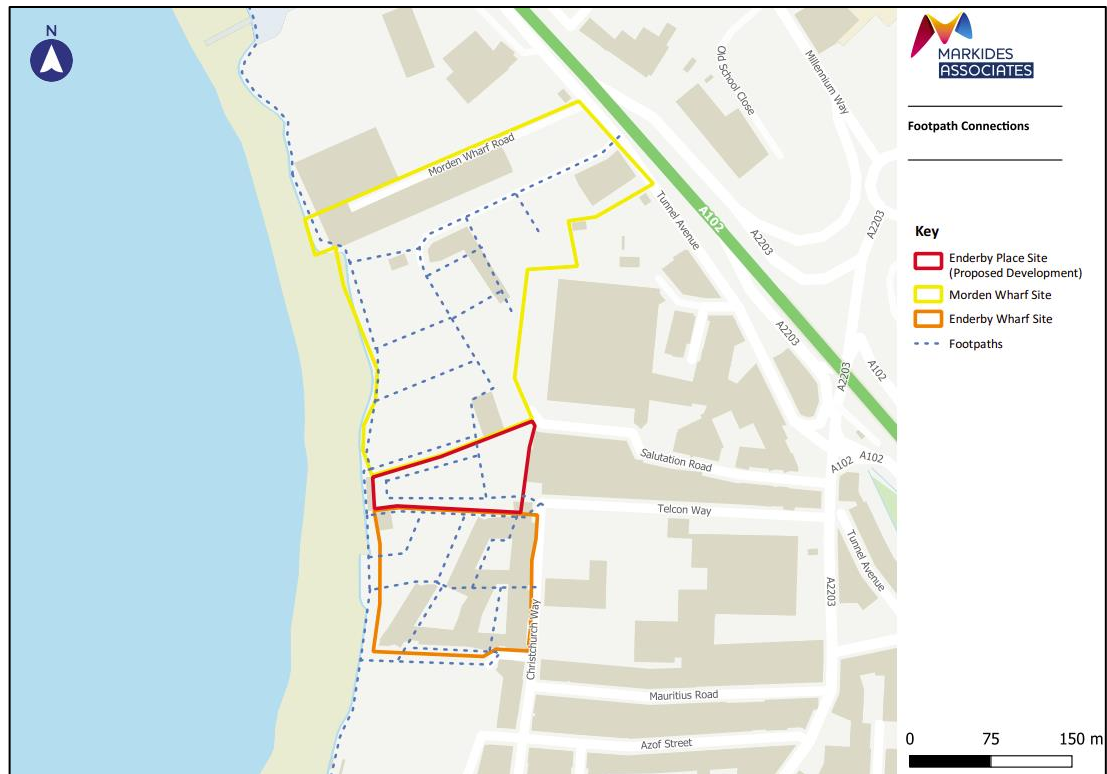 N
Morden Wharf Road
Old School Close
Millennium Way
A102
Tunnel Avenue
A2203
A2203
A2203
A2203
A102
A102
A102
Salutation Road
Telcon Way
Tunnel Avenue
A2203
Christchurch Way
Mauritius Road
Azof Street
MARKIDES
ASSOCIATES
Footpath Connections
Key
Enderby Place Site
(Proposed Development)
Morden Wharf Site
Enderby Wharf Site
Footpaths
0 75 150 m